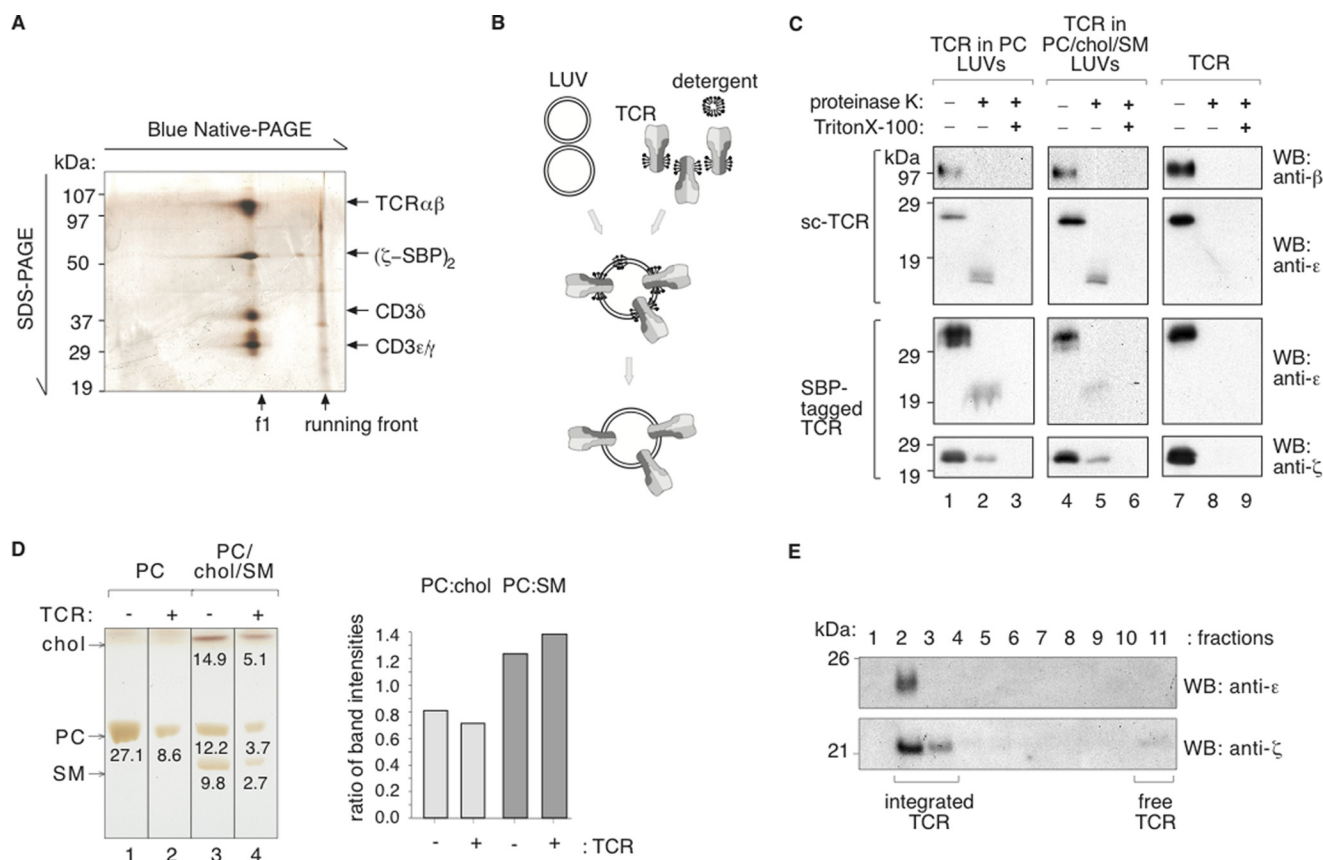 A
Blue Native-PAGE
kDa:
SDS-PAGE
107
97
50
37
29
19
TCRαβ
(ζ–SBP)2
CD3δ
CD3ε/γ
f1
running front
B
LUV
TCR
detergent
C
TCR in PC
LUVs
TCR in
PC/chol/SM
LUVs
TCR
proteinase K: – + + – + + – + +
TritonX-100: – – + – – + – – +
kDa
97
WB:
anti-β
sc-TCR
29
19
WB:
anti-ε
SBP-
tagged
TCR
29
19
WB:
anti-ε
29
19
WB:
anti-ζ
1 2 3 4 5 6 7 8 9
D
PC
PC/
chol/SM
TCR: - + - +
chol
14.9 5.1
PC
27.1 8.6 12.2 3.7
SM
9.8 2.7
1 2 3 4
PC:chol PC:SM
ratio of band intensities
1.4
1.2
1.0
0.8
0.6
0.4
0.2
0.0
- + - + : TCR
E
kDa: 1 2 3 4 5 6 7 8 9 10 11 : fractions
26
WB: anti-ε
21
WB: anti-ζ
integrated
TCR
free
TCR